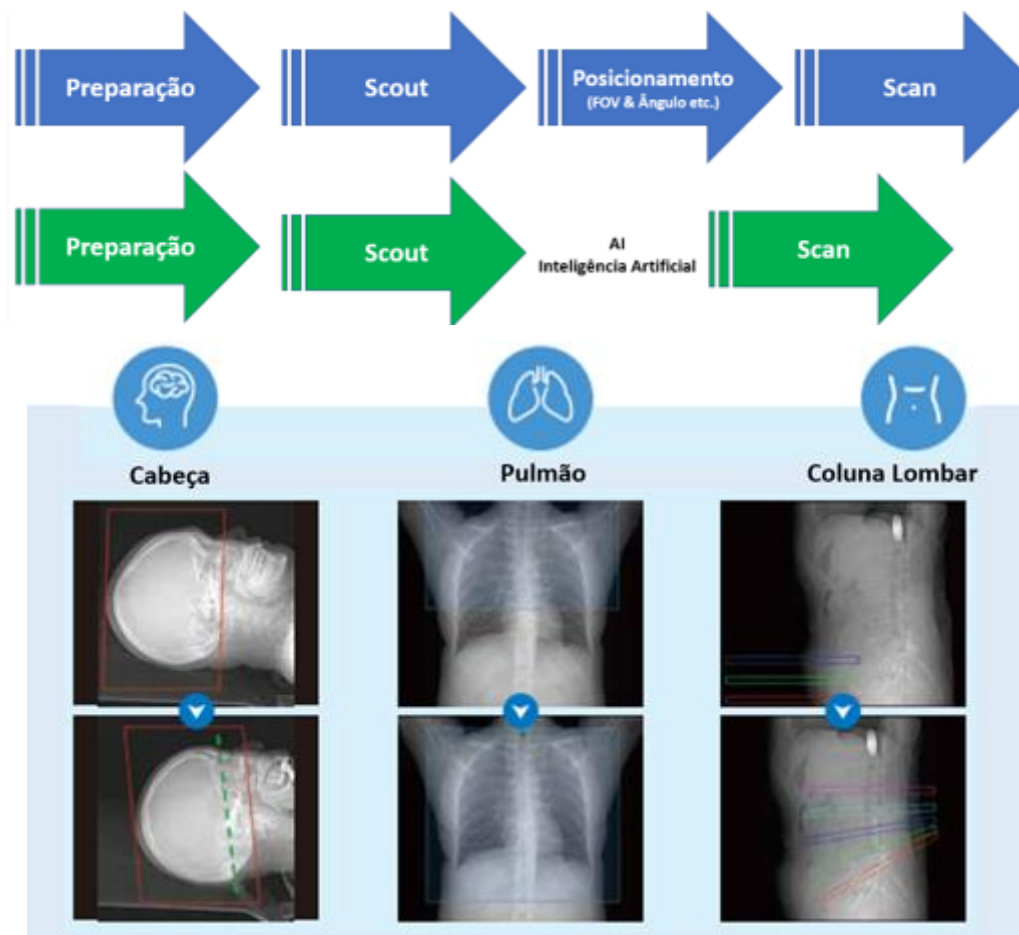 Preparação
Scout
Posicionamento
(FOV & Ângulo etc.)
Scan
Preparação
Scout
AI
Inteligência Artificial
Scan
Cabeça
Pulmão
Coluna Lombar